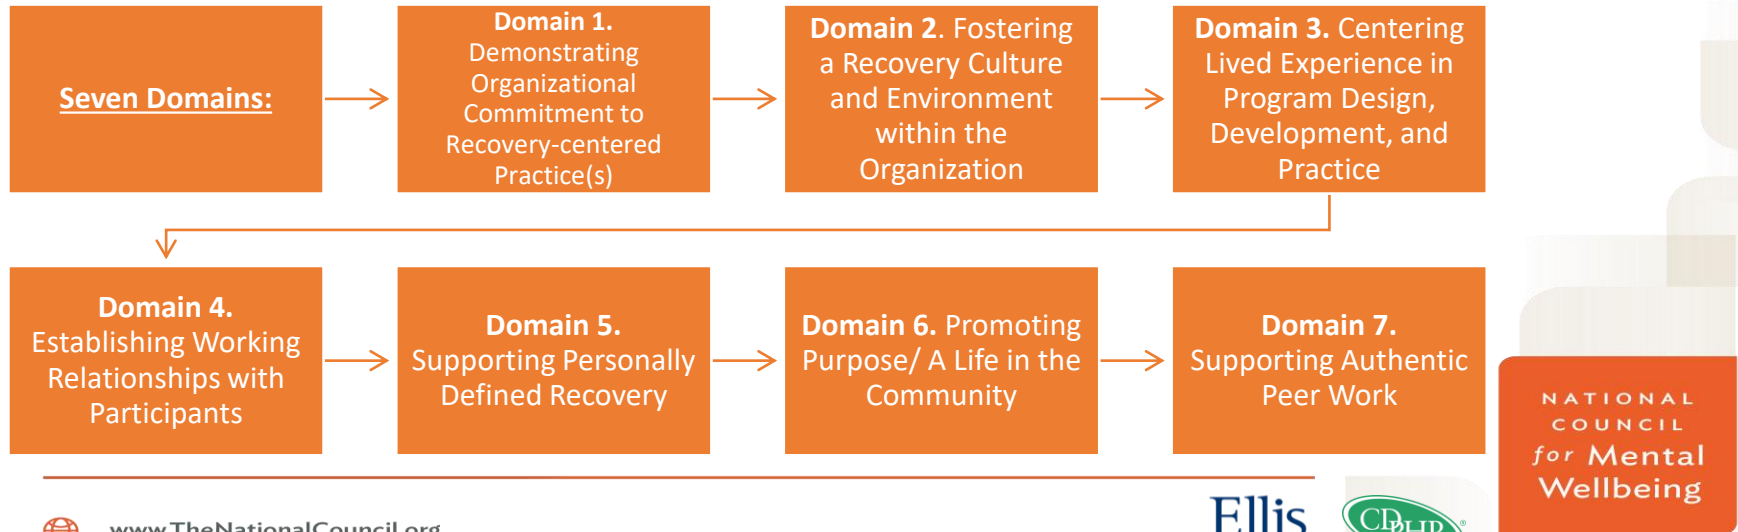 Seven Domains:
Domain 1.
Demonstrating
Organizational
Commitment to
Recovery-centered
Practice(s)
Domain 2. Fostering
a Recovery Culture
and Environment
within the
Organization
Domain 3. Centering
Lived Experience in
Program Design,
Development, and
Practice
Domain 4.
Establishing Working
Relationships with
Participants
Domain 5.
Supporting Personally
Defined Recovery
Domain 6. Promoting
Purpose/ A Life in the
Community
Domain 7.
Supporting Authentic
Peer Work
NATIONAL
COUNCIL
for Mental
Wellbeing
www.TheNationalCouncil.org
Ellis
CDPHP®